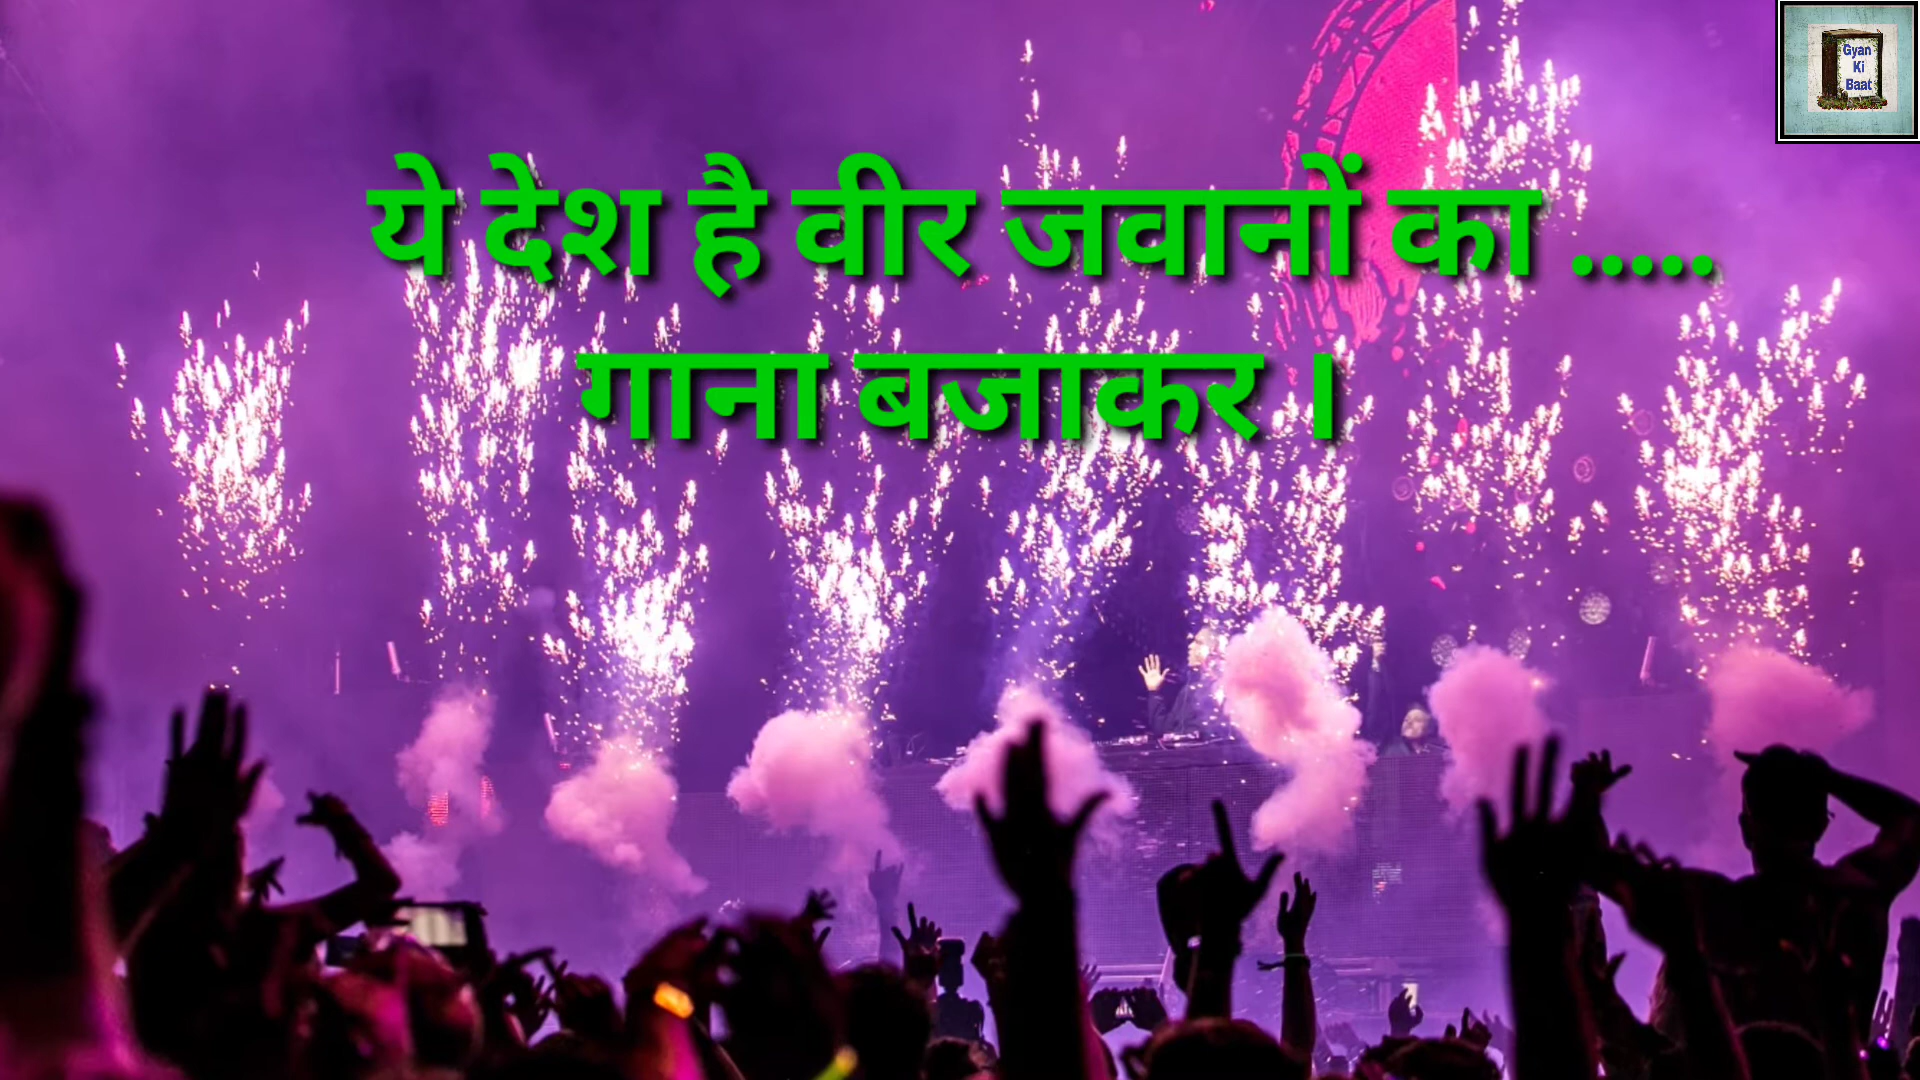 Gyan
Ki
Baat
ये देश है वीर जवानों का .....
गाना बजाकर ।